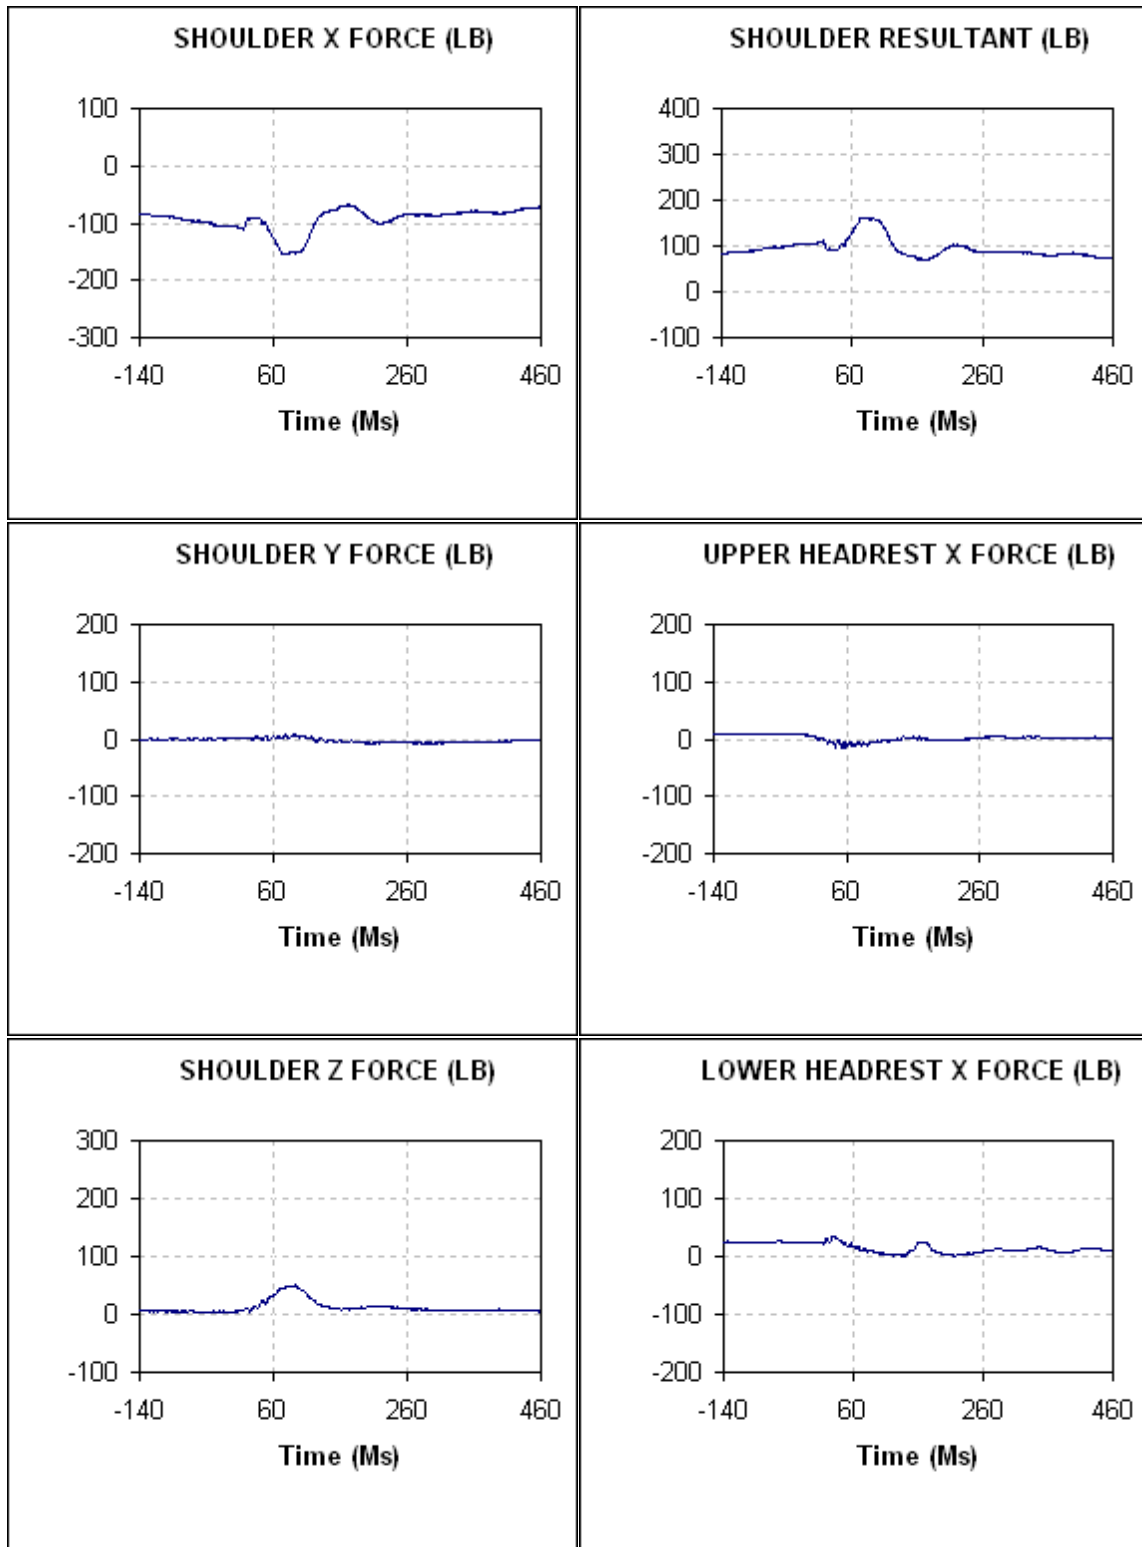 SHOULDER X FORCE (LB)
100
0
-100
-200
-300
-140 60 260 460
Time (Ms)
SHOULDER RESULTANT (LB)
400
300
200
100
0
-100
-140 60 260 460
Time (Ms)
SHOULDER Y FORCE (LB)
200
100
0
-100
-200
-140 60 260 460
Time (Ms)
UPPER HEADREST X FORCE (LB)
200
100
0
-100
-200
-140 60 260 460
Time (Ms)
SHOULDER Z FORCE (LB)
300
200
100
0
-100
-140 60 260 460
Time (Ms)
LOWER HEADREST X FORCE (LB)
200
100
0
-100
-200
-140 60 260 460
Time (Ms)